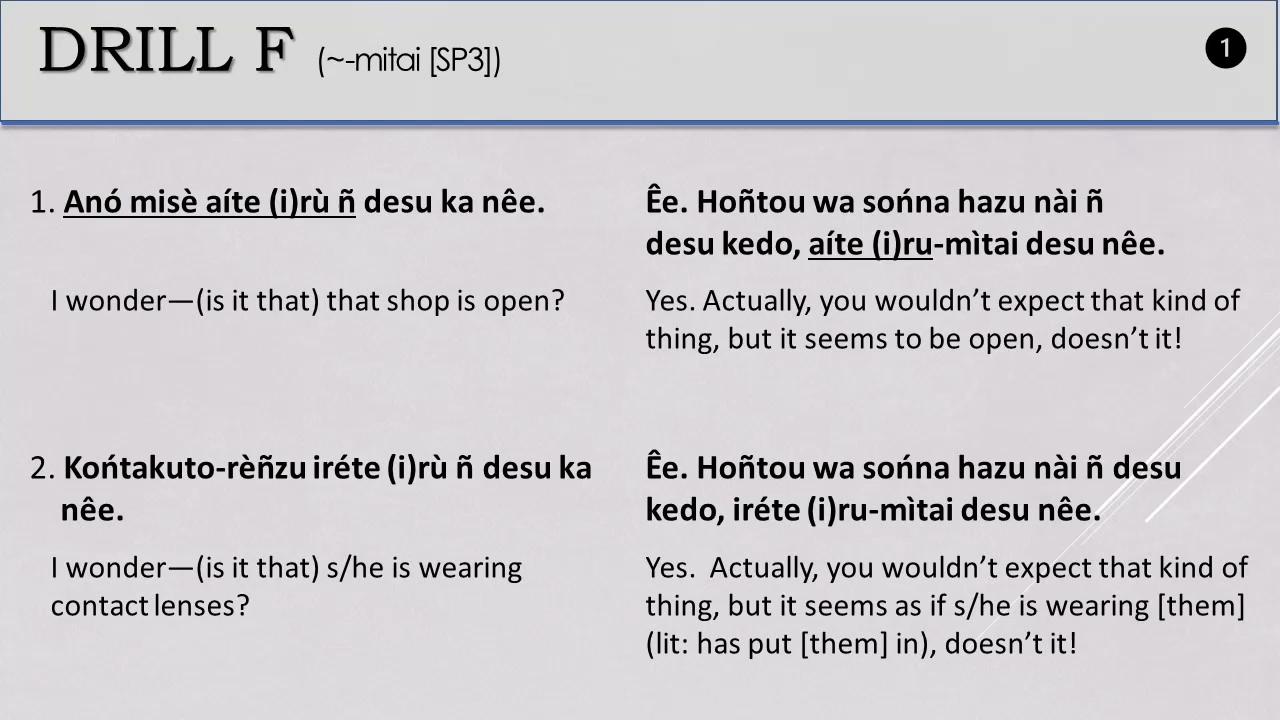 DRILL F (~-mitai [SP3])
1
1. Anó misè aíte (i)rù ñ desu ka nêe.
Êe. Hoñtou wa sońna hazu nài ñ
desu kedo, aíte (i)ru-mìtai desu nêe.
I wonder—(is it that) that shop is open?
Yes. Actually, you wouldn’t expect that kind of
thing, but it seems to be open, doesn’t it!
2. Końtakuto-rèñzu iréte (i)rù ñ desu ka
nêe.
Êe. Hoñtou wa sońna hazu nài ñ desu
kedo, iréte (i)ru-mìtai desu nêe.
I wonder—(is it that) s/he is wearing
contact lenses?
Yes.  Actually, you wouldn’t expect that kind of
thing, but it seems as if s/he is wearing [them]
(lit: has put [them] in), doesn’t it!